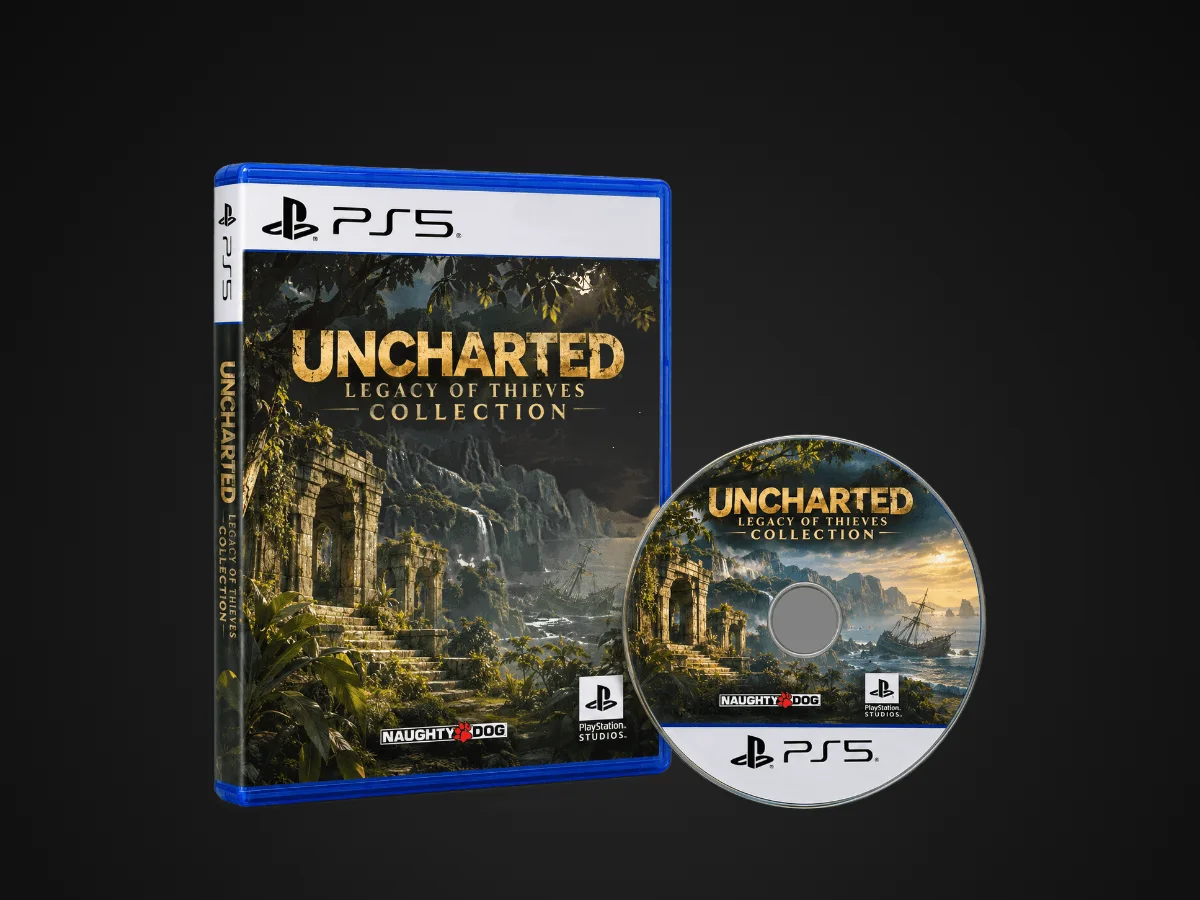 PS5
PS5
UNCHARTED
LEGACY OF THIEVES
COLLECTION
UNCHARTED
LEGACY OF THIEVES
COLLECTION
NAUGHTY DOG
PlayStation
STUDIOS
UNCHARTED
LEGACY OF THIEVES
COLLECTION
NAUGHTY DOG
PlayStation
STUDIOS
PS5